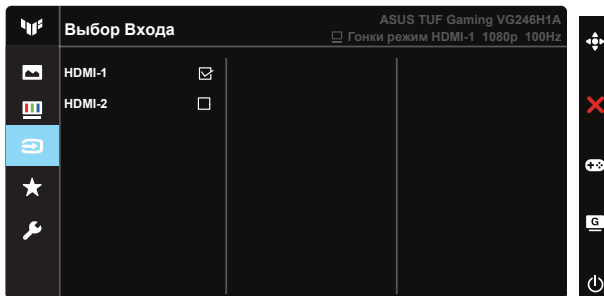 ASUS TUF Gaming VG246H1A
Выбор Входа
Гонки режим HDMI-1 1080p 100Hz
HDMI-1
HDMI-2
G